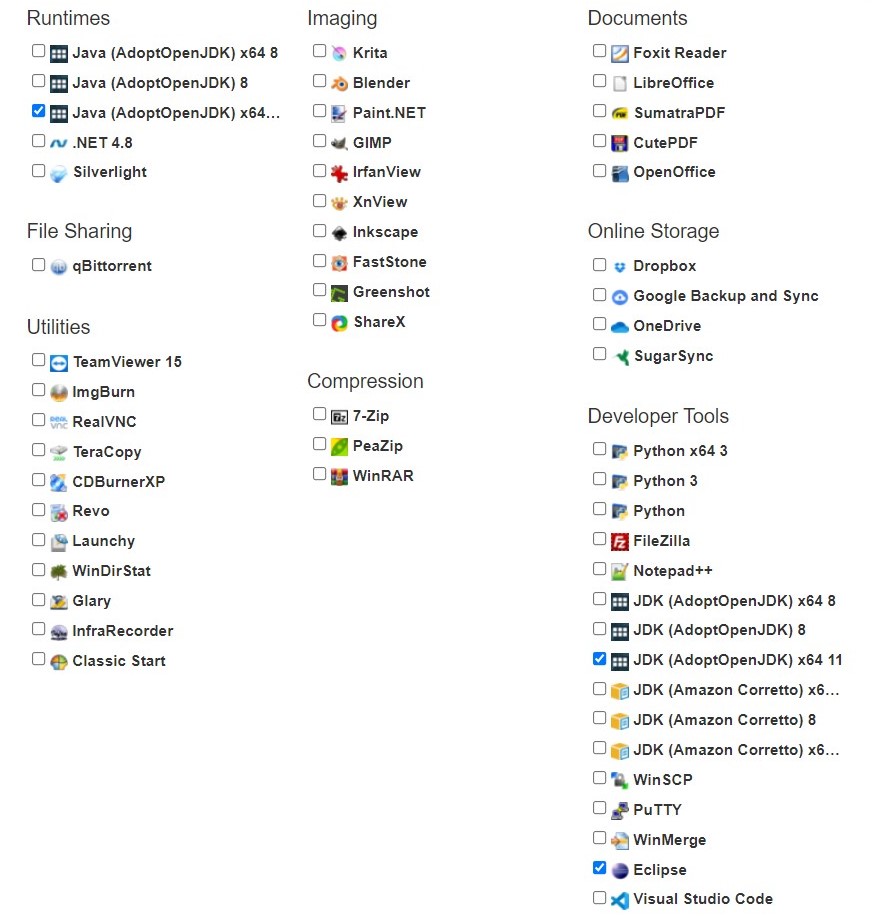 Runtimes
Java (AdoptOpenJDK) x64 8
Java (AdoptOpenJDK) 8
Java (AdoptOpenJDK) x64...
.NET 4.8
Silverlight
File Sharing
qBittorrent
Utilities
TeamViewer 15
ImgBurn
RealVNC
TeraCopy
CDBurnerXP
Revo
Launchy
WinDirStat
Glary
InfraRecorder
Classic Start
Imaging
Krita
Blender
Paint.NET
GIMP
IrfanView
XnView
Inkscape
FastStone
Greenshot
ShareX
Compression
7-Zip
PeaZip
WinRAR
Documents
Foxit Reader
LibreOffice
SumatraPDF
CutePDF
OpenOffice
Online Storage
Dropbox
Google Backup and Sync
OneDrive
SugarSync
Developer Tools
Python x64 3
Python 3
Python
FileZilla
Notepad++
JDK (AdoptOpenJDK) x64 8
JDK (AdoptOpenJDK) 8
JDK (AdoptOpenJDK) x64 11
JDK (Amazon Corretto) x6...
JDK (Amazon Corretto) 8
JDK (Amazon Corretto) x6...
WinSCP
PuTTY
WinMerge
Eclipse
Visual Studio Code